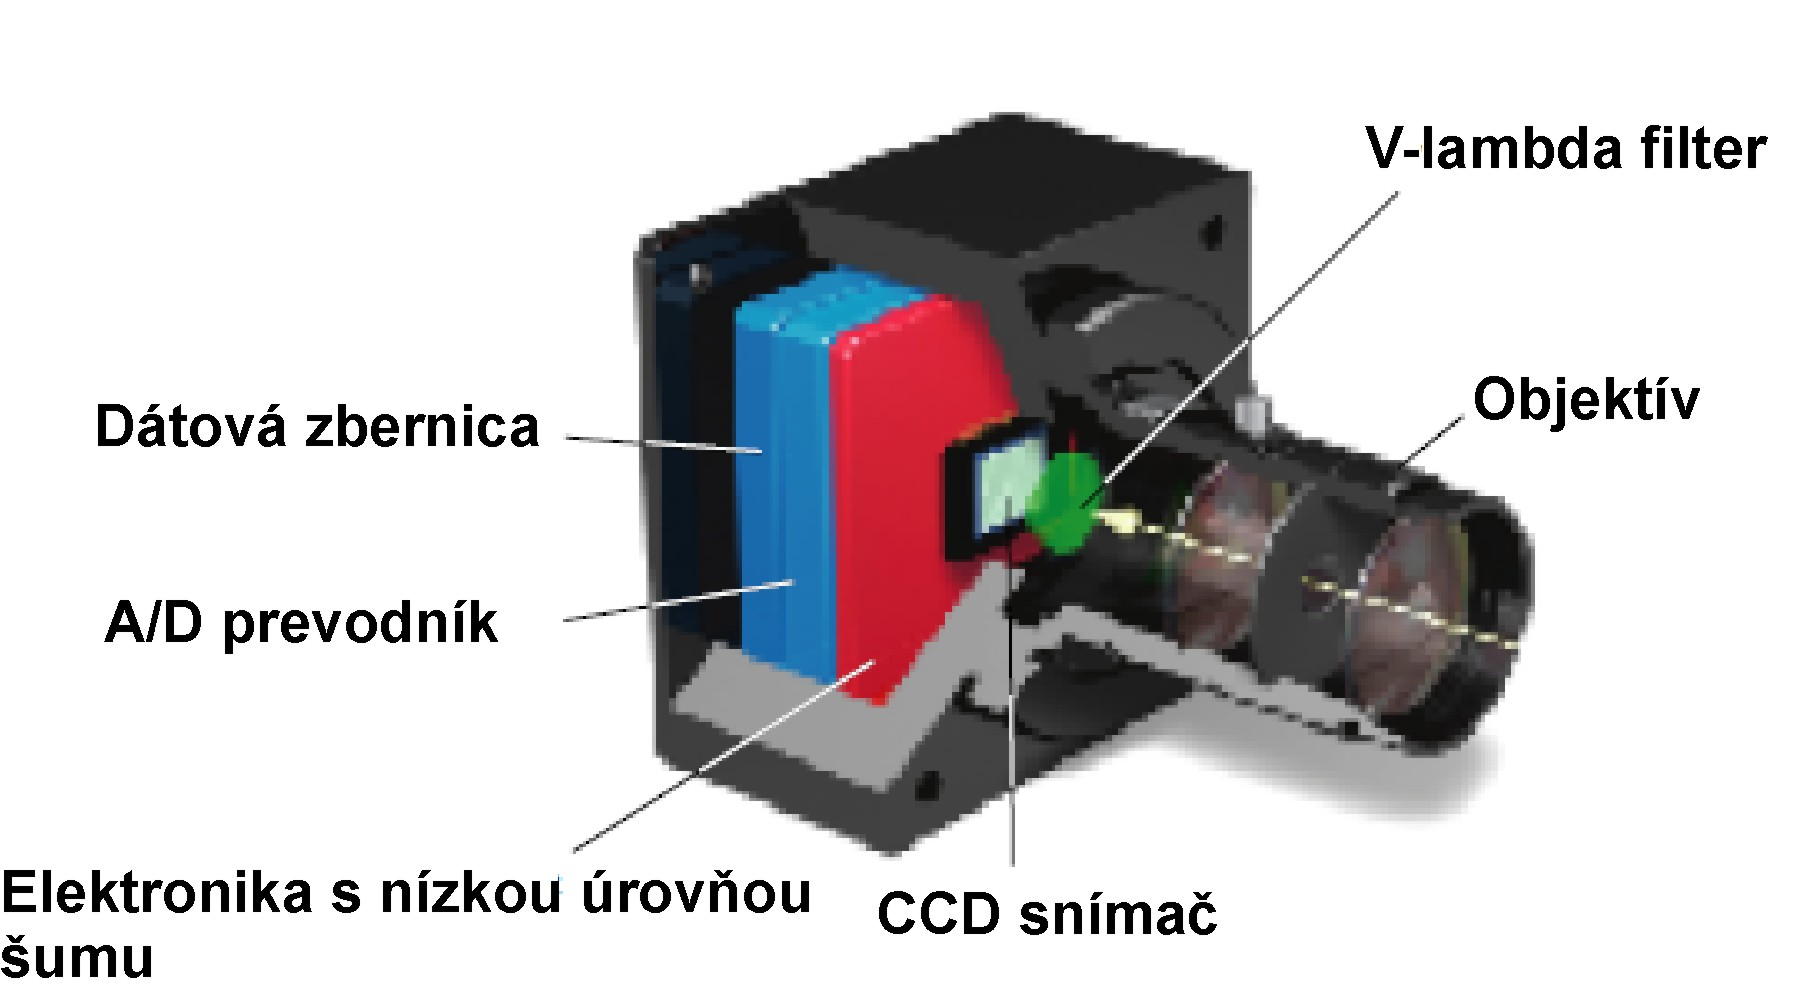 V-lambda filter
Objektív
Dátová zbernica
A/D prevodník
Elektronika s nízkou úrovňou
šumu
CCD snímač